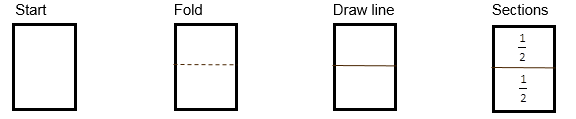 Start
Fold
Draw line
Sections
1/2
1/2